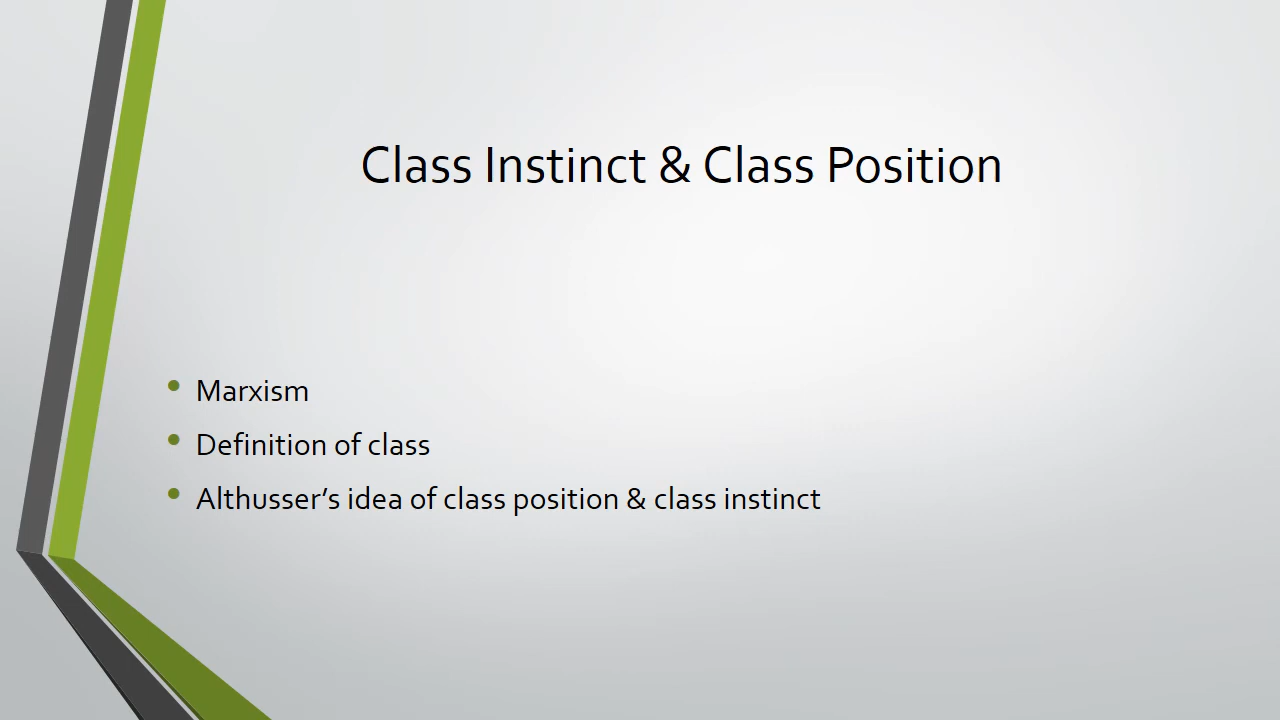 Class Instinct & Class Position
• Marxism
• Definition of class
• Althusser’s idea of class position & class instinct